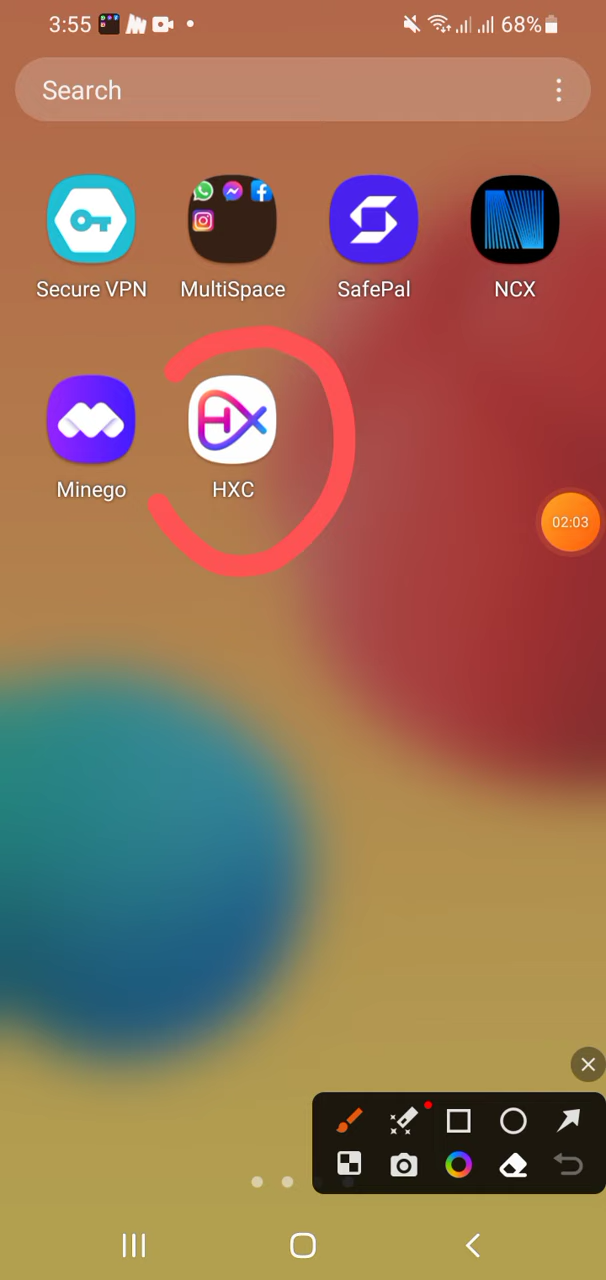 3:55
68%
Search
Secure VPN
MultiSpace
SafePal
NCX
Minego
HXC
02:03